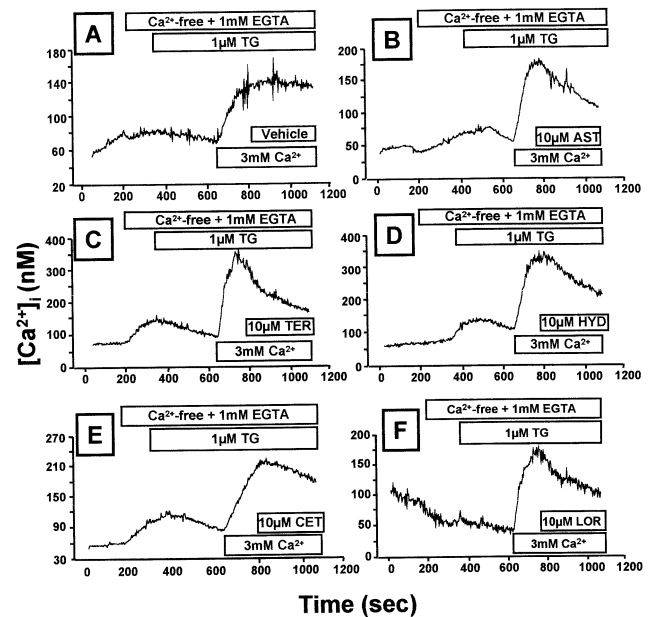 A
Ca²⁺-free + 1mM EGTA
1µM TG
180
140
100
60
20
Vehicle
3mM Ca²⁺
0 200 400 600 800 1000 1200
B
Ca²⁺-free + 1mM EGTA
1µM TG
200
150
100
50
0
10µM AST
3mM Ca²⁺
0 200 400 600 800 1000 1200
[Ca²⁺]i (nM)
C
Ca²⁺-free + 1mM EGTA
1µM TG
400
300
200
100
0
10µM TER
3mM Ca²⁺
0 200 400 600 800 1000 1200
D
Ca²⁺-free + 1mM EGTA
1µM TG
400
300
200
100
0
10µM HYD
3mM Ca²⁺
0 200 400 600 800 1000 1200
E
Ca²⁺-free + 1mM EGTA
1µM TG
270
210
150
90
30
10µM CET
3mM Ca²⁺
0 200 400 600 800 1000 1200
F
Ca²⁺-free + 1mM EGTA
1µM TG
200
150
100
50
0
10µM LOR
3mM Ca²⁺
0 200 400 600 800 1000 1200
Time (sec)